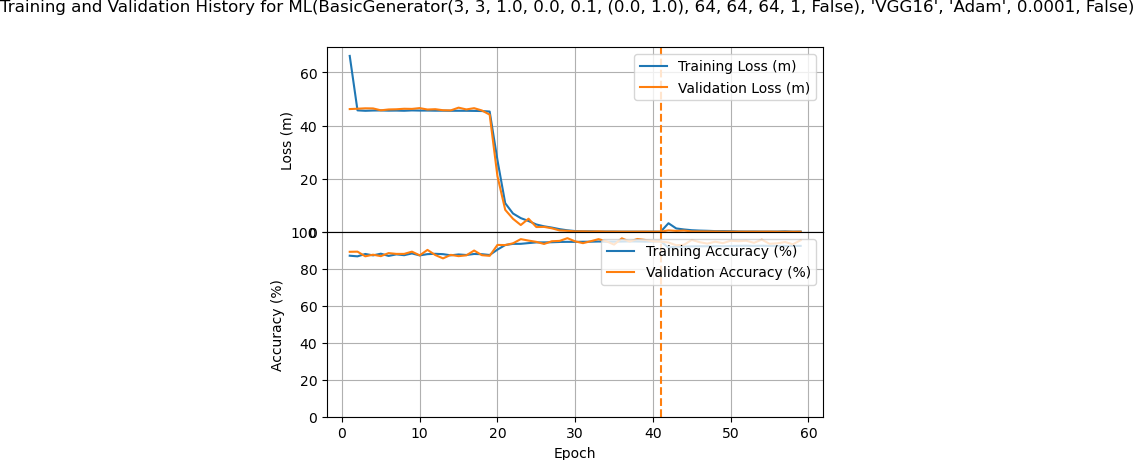 Training and Validation History for ML(BasicGenerator(3, 3, 1.0, 0.0, 0.1, (0.0, 1.0), 64, 64, 64, 1, False), 'VGG16', 'Adam', 0.0001, False)
60
40
20
0
Loss (m)
Training Loss (m)
Validation Loss (m)
100
80
60
40
20
0
Accuracy (%)
Training Accuracy (%)
Validation Accuracy (%)
0 10 20 30 40 50 60
Epoch